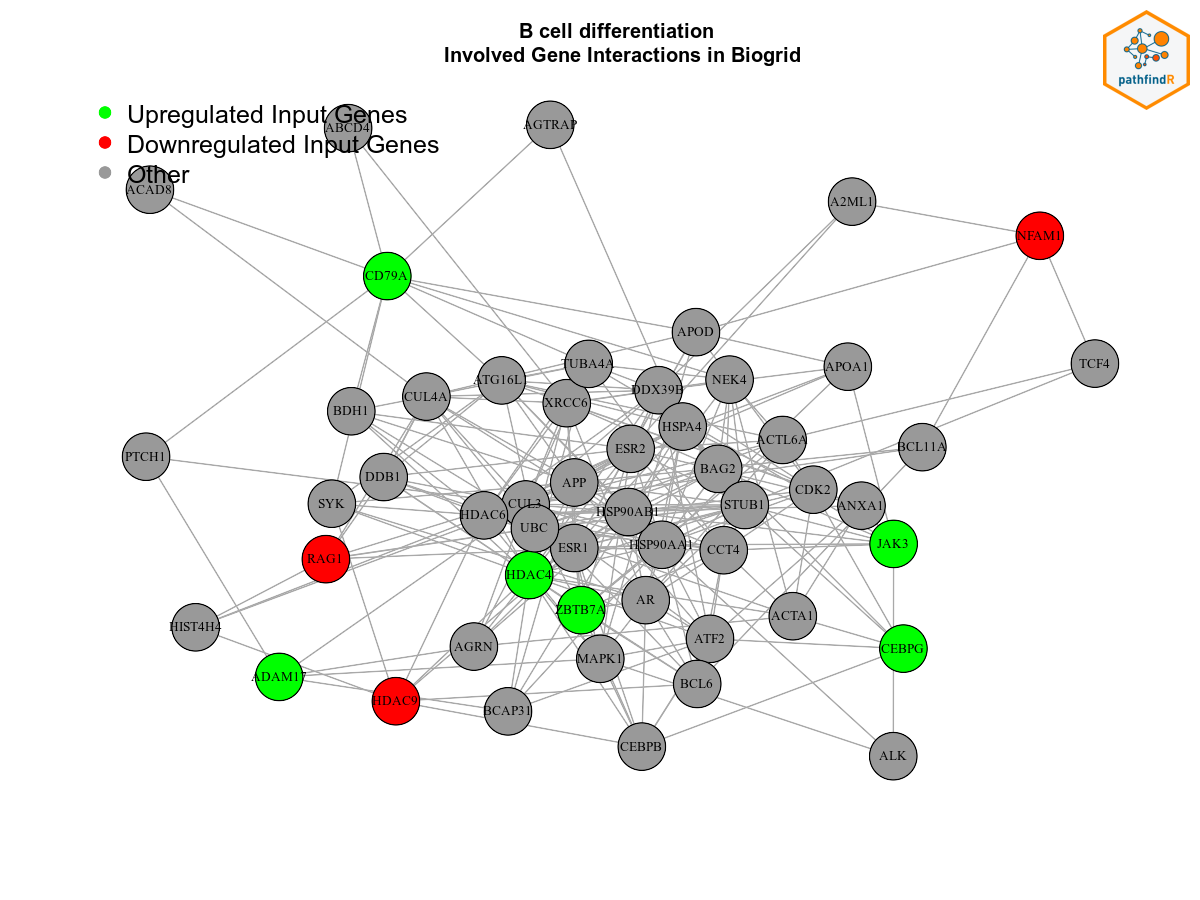 B cell differentiation
Involved Gene Interactions in Biogrid
pathfindR
Upregulated Input Genes
Downregulated Input Genes
Other
ABCD4
AGTRAP
ACAD8
A2ML1
NFAM1
CD79A
APOD
TUBA4A
TCF4
APOA1
ATG16L
NEK4
DDX39B
CUL4A
XRCC6
BDH1
HSPA4
ACTL6A
ESR2
BCL11A
PTCH1
BAG2
DDB1
APP
CDK2
SYK
CUL3
STUB1
ANXA1
HDAC6
HSP90AB1
UBC
JAK3
ESR1
HSP90AA1
CCT4
RAG1
HDAC4
AR
ZBTB7A
ACTA1
HIST4H4
ATF2
AGRN
CEBPG
MAPK1
ADAM17
BCL6
HDAC9
BCAP31
CEBPB
ALK